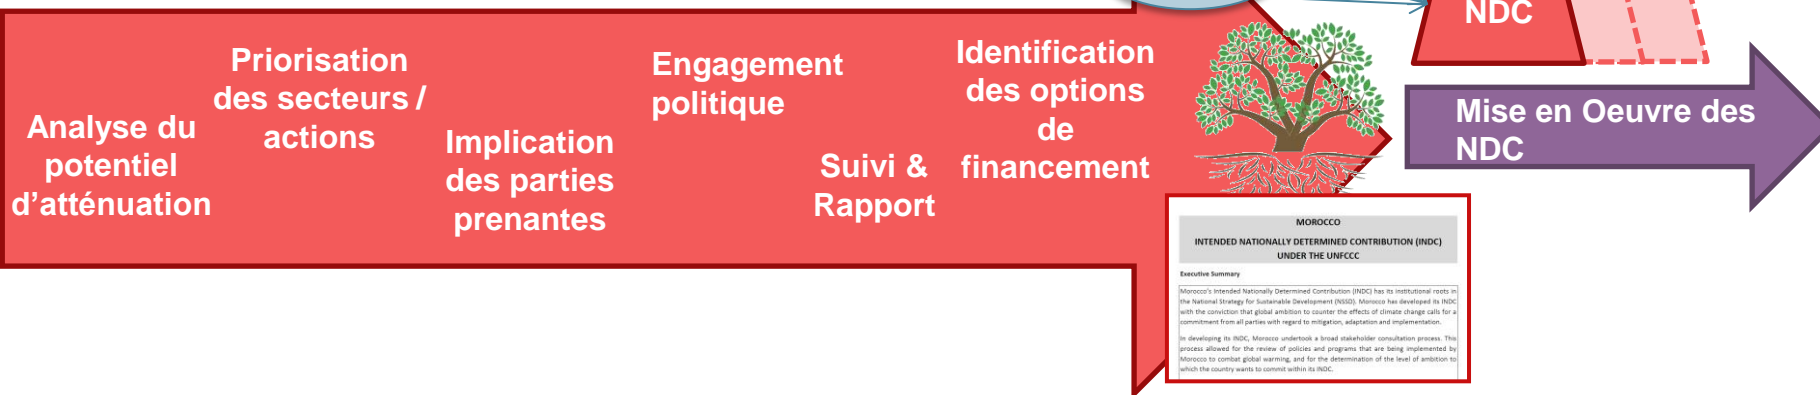 NDC
Analyse du
potentiel
d'atténuation
Priorisation
des secteurs /
actions
Implication
des parties
prenantes
Engagement
politique
Suivi &
Rapport
Identification
des options
de
financement
Mise en Oeuvre des
NDC
MOROCCO
INTENDED NATIONALLY DETERMINED CONTRIBUTION (INDC)
UNDER THE UNFCCC
Executive Summary
Morocco's Intended Nationally Determined Contribution (INDC) has its institutional roots in
the National Strategy for Sustainable Development (NSSD). Morocco has developed its INDC
with the conviction that global ambition to counter the effects of climate change calls for a
commitment from all parties with regard to mitigation, adaptation and implementation.
In developing its INDC, Morocco undertook a broad stakeholder consultation process. This
process allowed for the review of policies and programs that are being implemented by
Morocco to combat global warming, and for the determination of the level of ambition to
which the country wants to commit within its INDC.